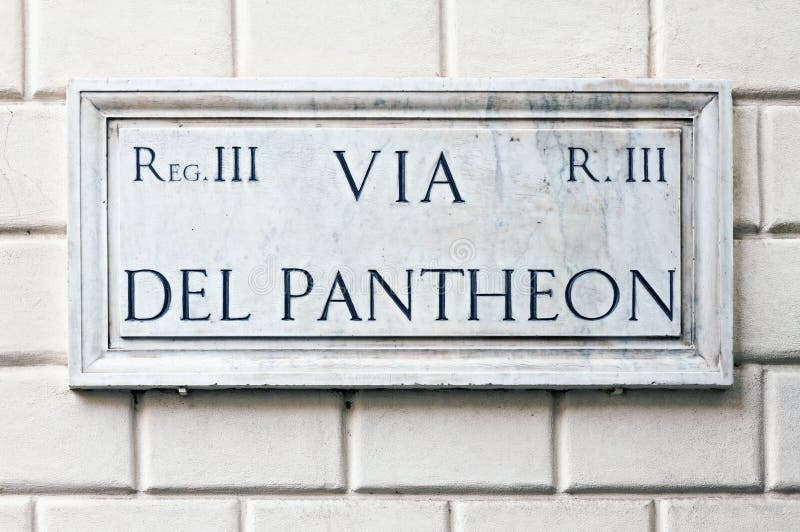 REG. III VIA R. III
DEL PANTHEON